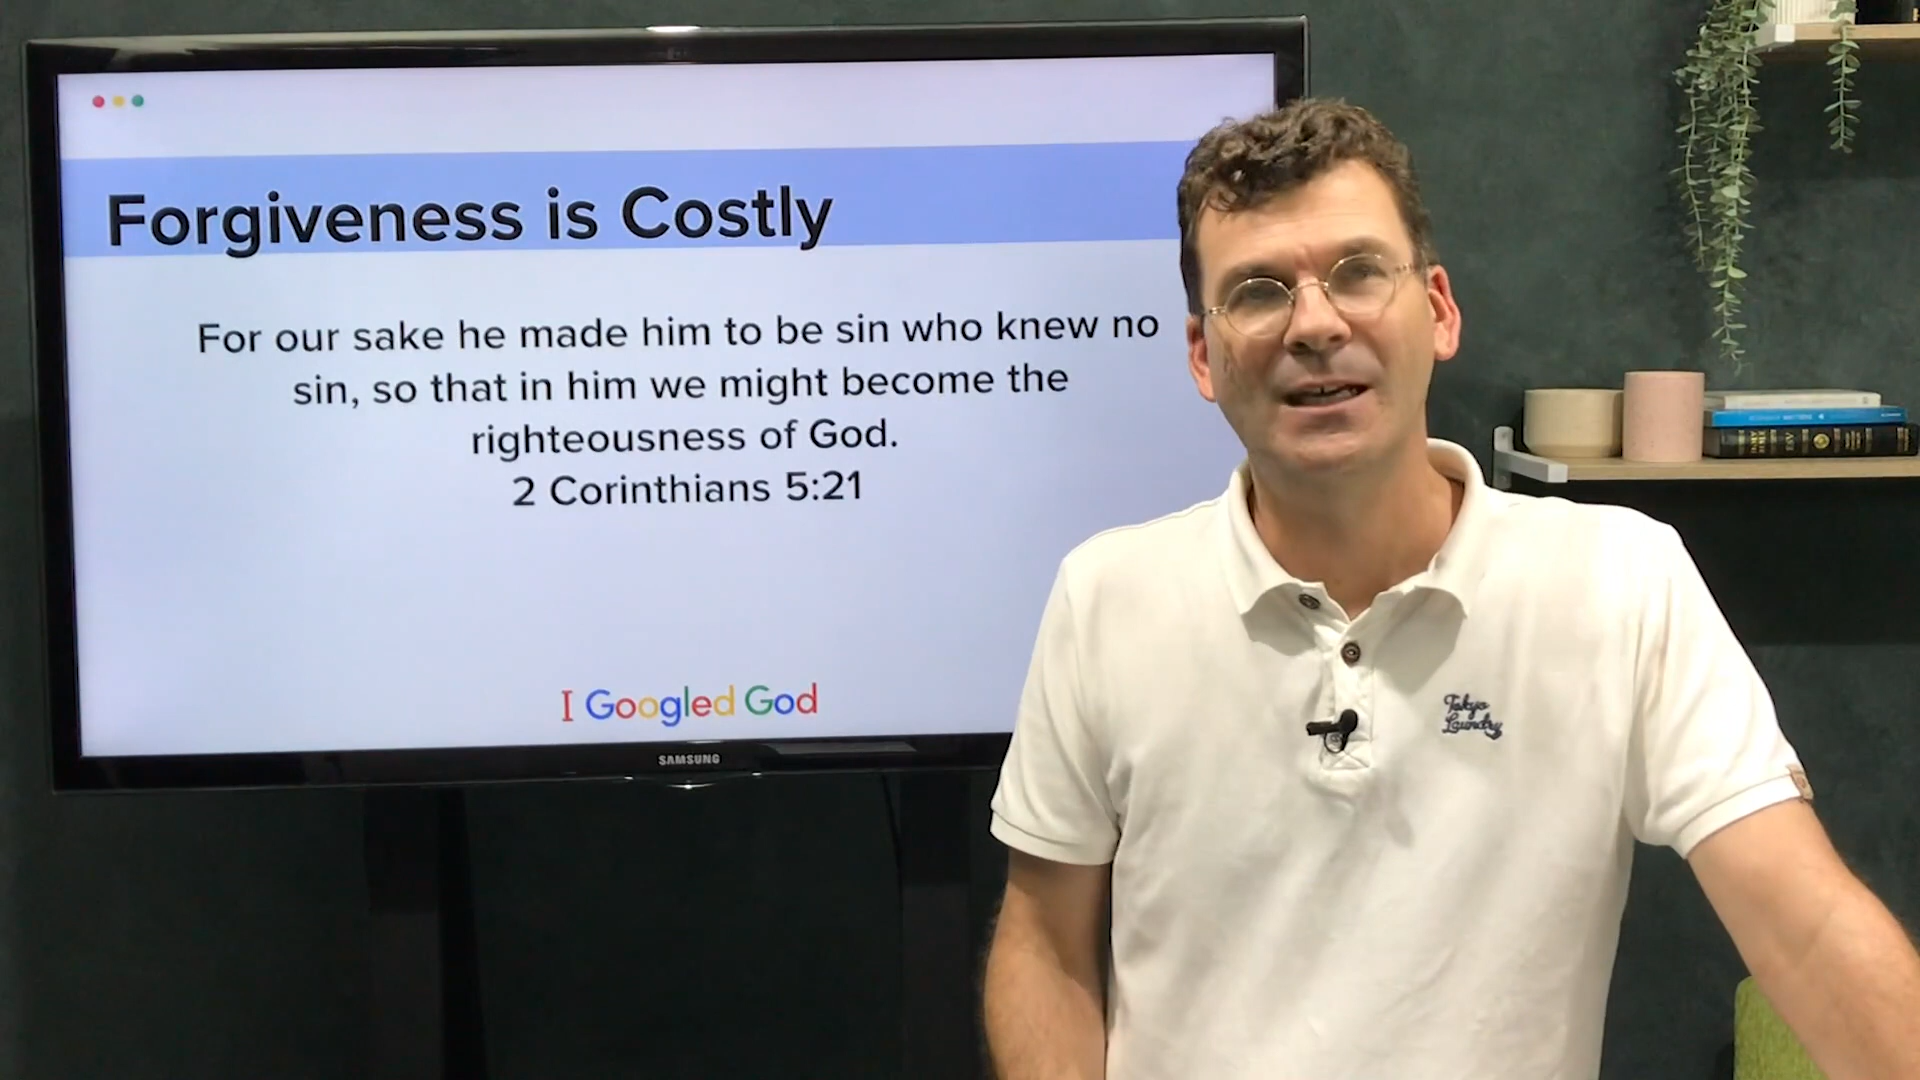 Forgiveness is Costly
For our sake he made him to be sin who knew no
sin, so that in him we might become the
righteousness of God.
2 Corinthians 5:21
I Googled God
SAMSUNG
Tokyo
Laundry